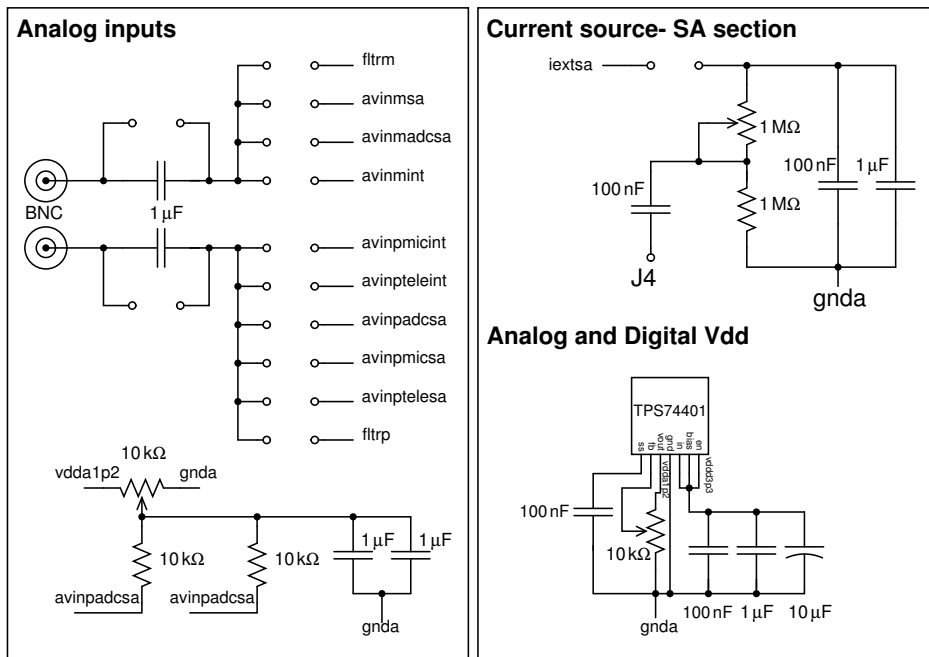 Analog inputs
fltrm
avinmsa
avinmadcsa
avinmint
BNC
1 µF
avinpmicint
avinpteleint
avinpadcsa
avinpmicsa
avinptelesa
fltrp
10 kΩ
vdda1p2
gnda
10 kΩ
10 kΩ
1 µF
1 µF
avinpadcsa
avinpadcsa
gnda
Current source- SA section
iextsa
1 MΩ
100 nF
1 µF
100 nF
1 MΩ
J4
gnda
Analog and Digital Vdd
TPS74401
ss
fb
vout
gnd
in
bias
en
vdda1p2
vddd3p3
100 nF
10 kΩ
100 nF
1 µF
10 µF
gnda